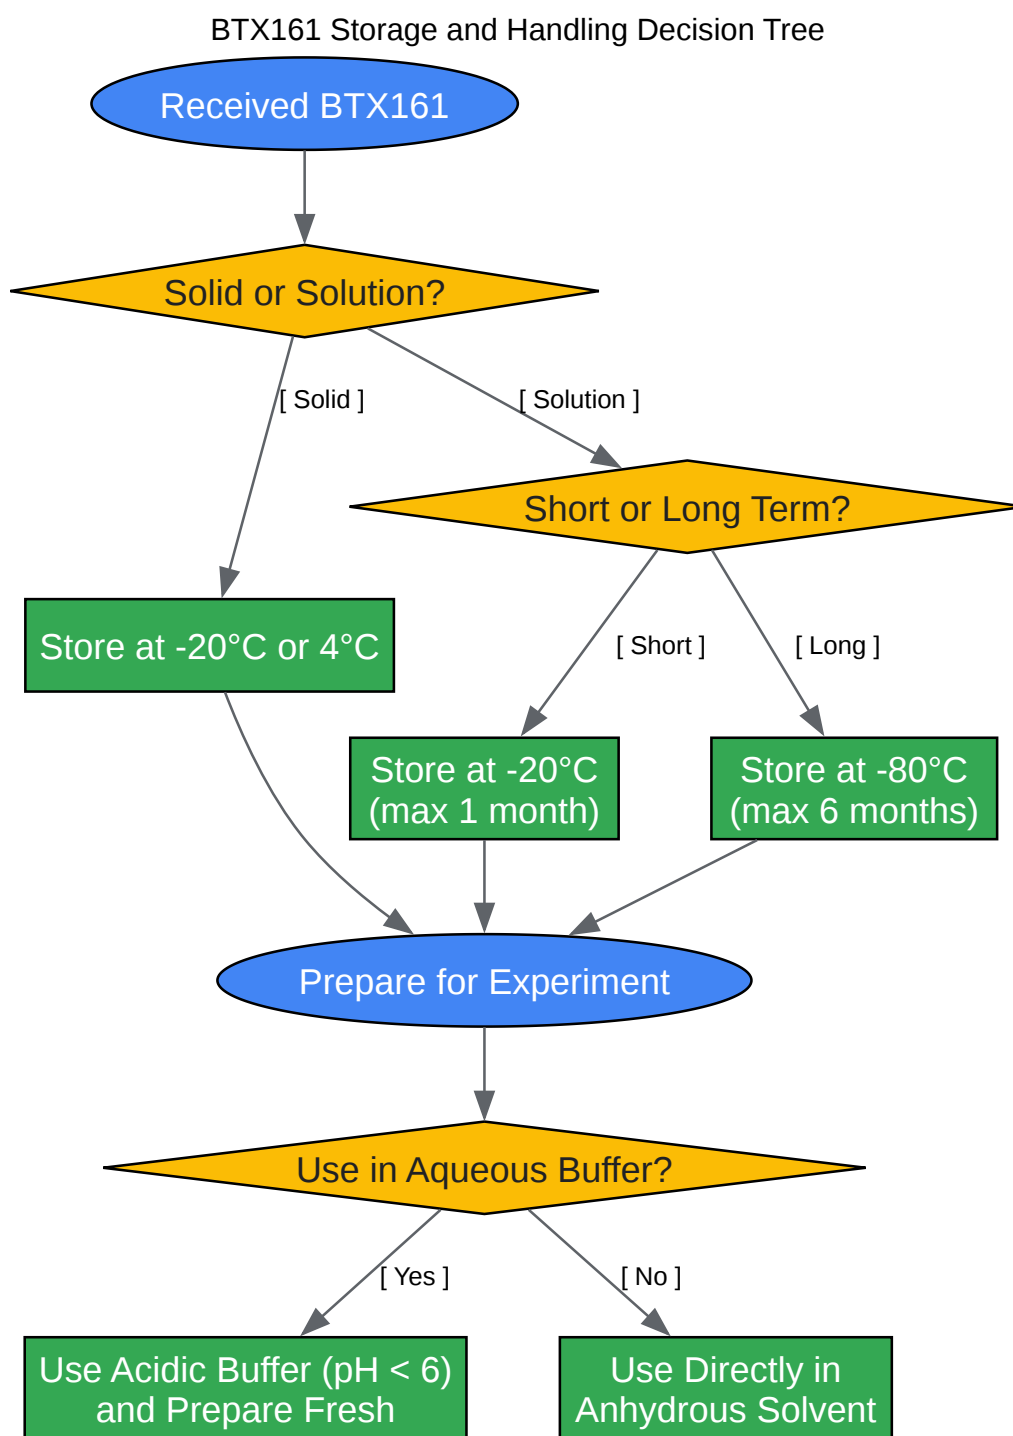 BTX161 Storage and Handling Decision Tree
Received BTX161
Solid or Solution?
[ Solid ]
[ Solution ]
Short or Long Term?
Store at -20°C or 4°C
[ Short ]
[ Long ]
Store at -20°C
(max 1 month)
Store at -80°C
(max 6 months)
Prepare for Experiment
Use in Aqueous Buffer?
[ Yes ]
[ No ]
Use Acidic Buffer (pH < 6)
and Prepare Fresh
Use Directly in
Anhydrous Solvent